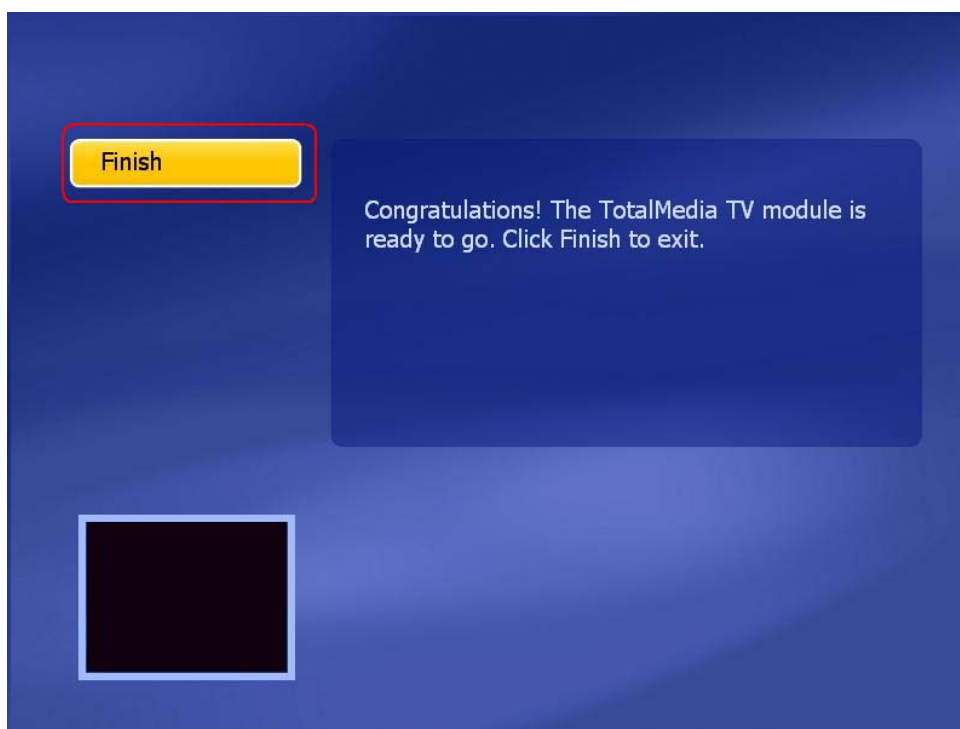 Finish
Congratulations! The TotalMedia TV module is
ready to go. Click Finish to exit.